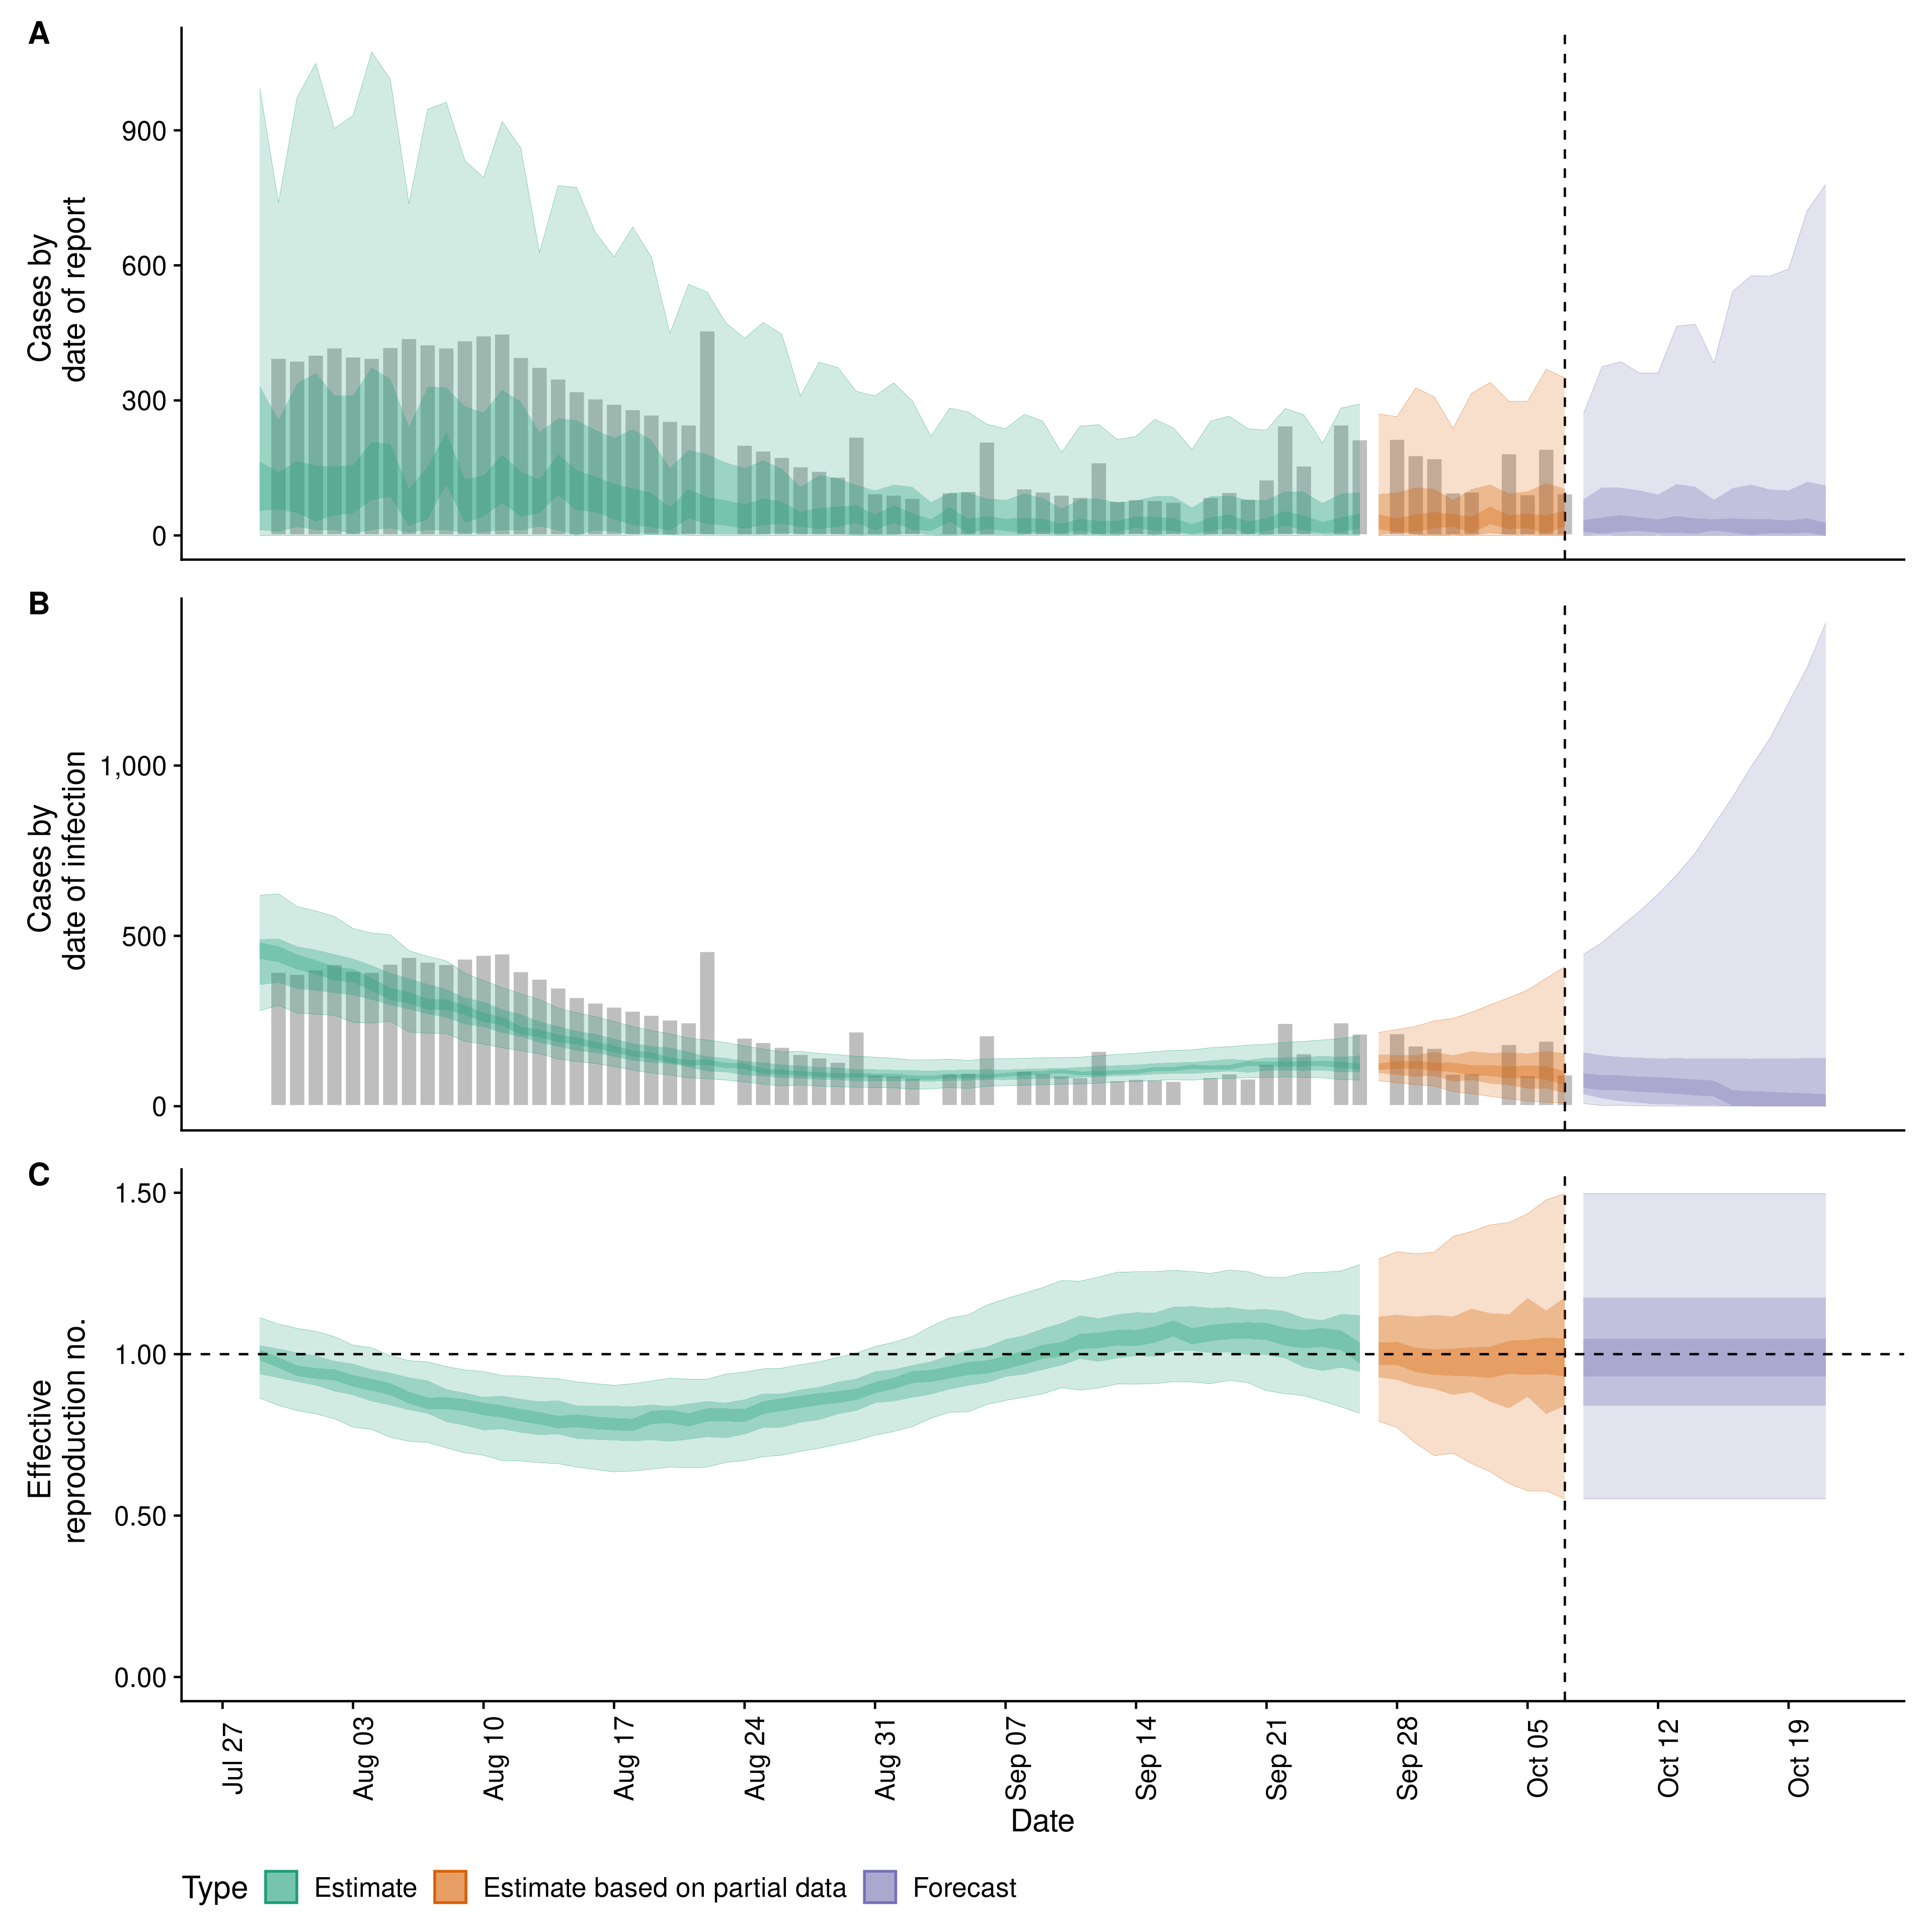 A
Cases by
date of report
900
600
300
0
B
Cases by
date of infection
1,000
500
0
C
Effective
reproduction no.
1.50
1.00
0.50
0.00
Jul 27
Aug 03
Aug 10
Aug 17
Aug 24
Aug 31
Sep 07
Sep 14
Sep 21
Sep 28
Oct 05
Oct 12
Oct 19
Date
Type Estimate Estimate based on partial data Forecast